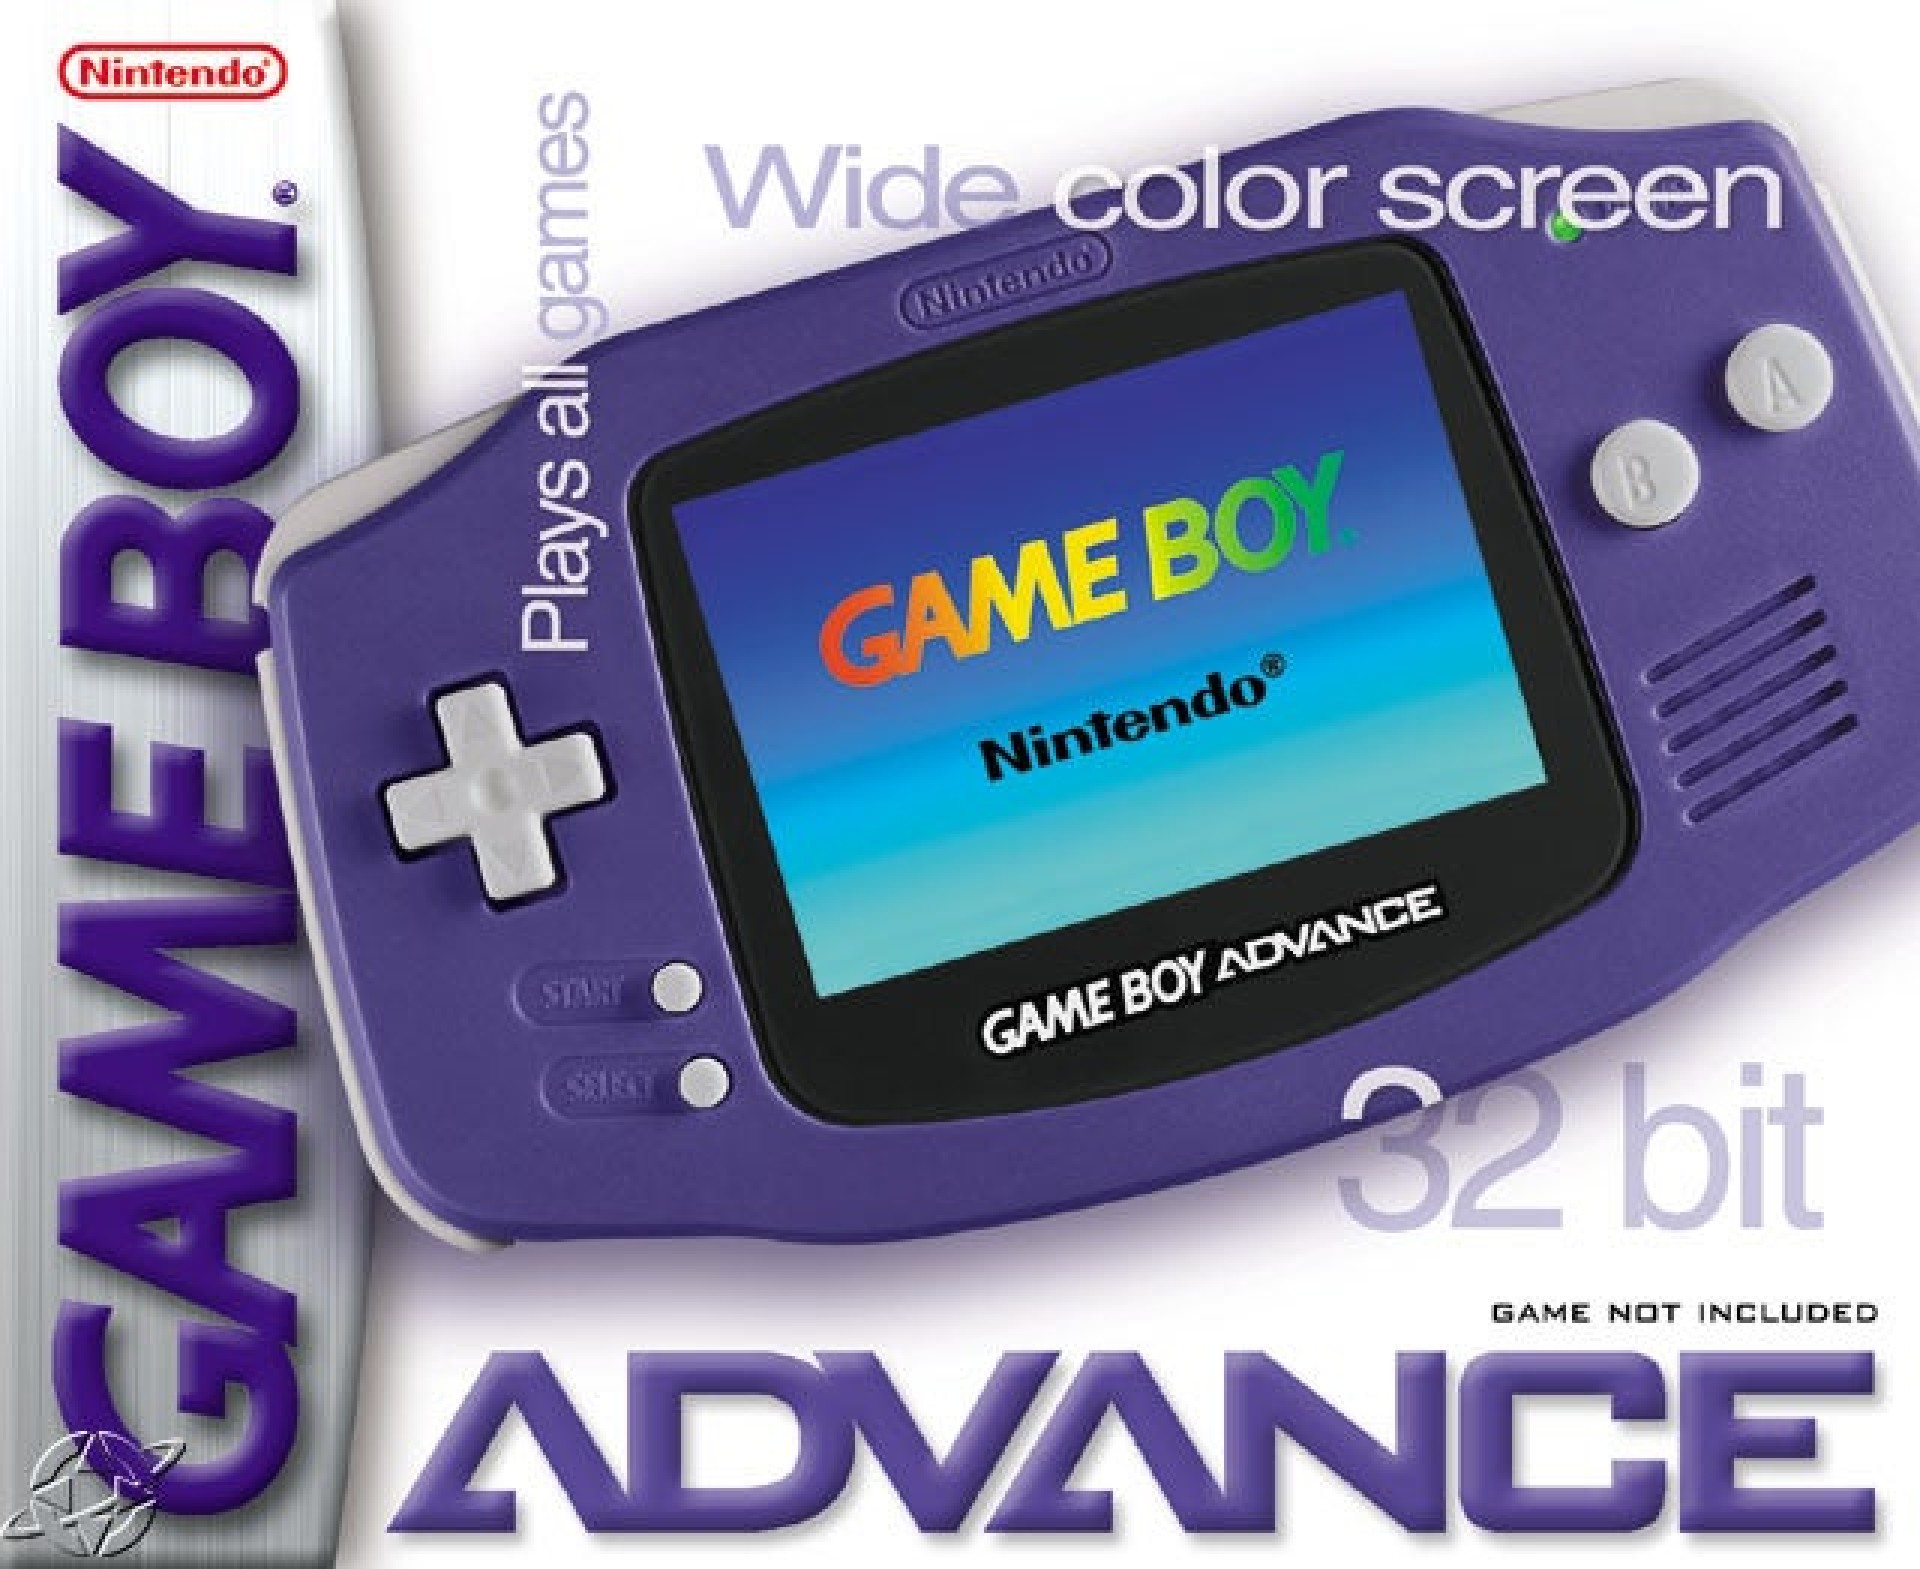 Nintendo®
GAME BOY®
Plays all games
Wide color screen
Nintendo®
A
B
GAME BOY®
Nintendo®
GAME BOY ADVANCE
START
SELECT
32 bit
GAME NOT INCLUDED
ADVANCE